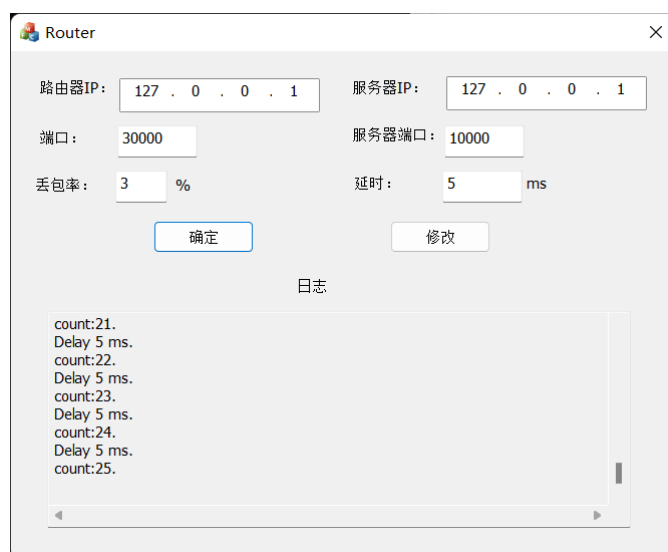 Router
路由器IP： 127 . 0 . 0 . 1 服务器IP： 127 . 0 . 0 . 1
端口： 30000 服务器端口： 10000
丢包率： 3 % 延时： 5 ms
确定 修改
日志
count:21.
Delay 5 ms.
count:22.
Delay 5 ms.
count:23.
Delay 5 ms.
count:24.
Delay 5 ms.
count:25.